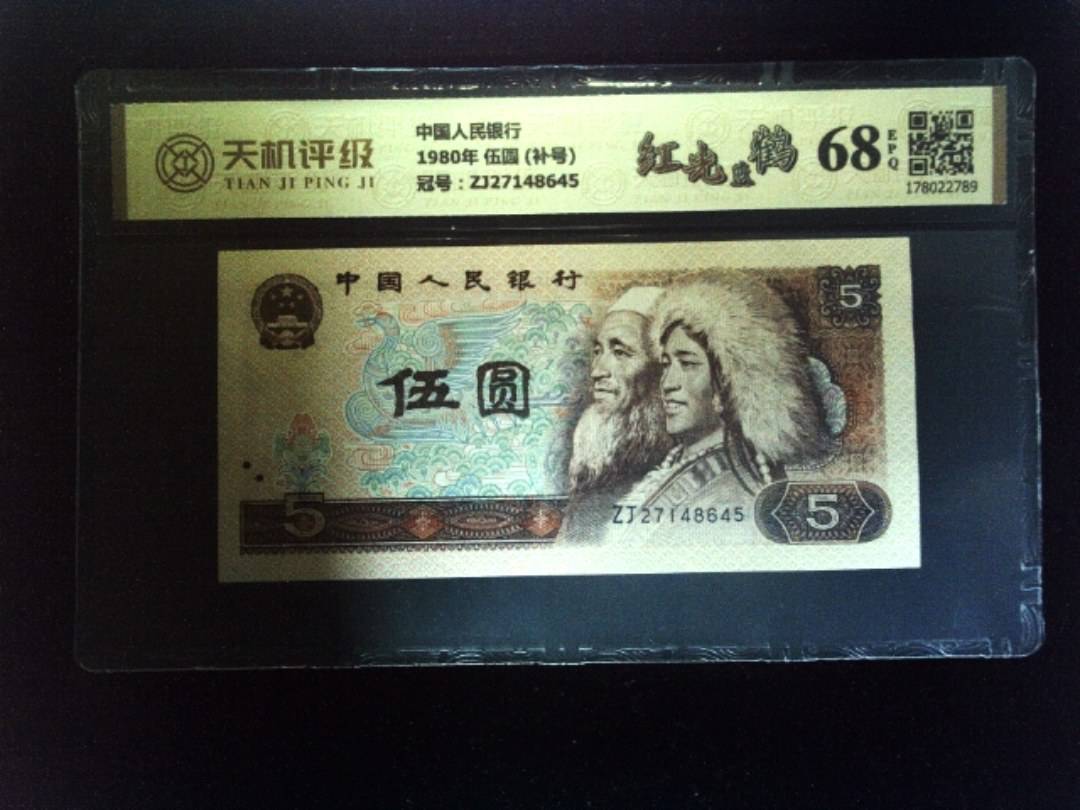 天机评级
TIAN JI PING JI
中国人民银行
1980年 伍圆 (补号)
冠号：ZJ27148645
红光蓝鹤
68
EPQ
178022789
中国人民银行
5
伍圆
5
ZJ27148645
5